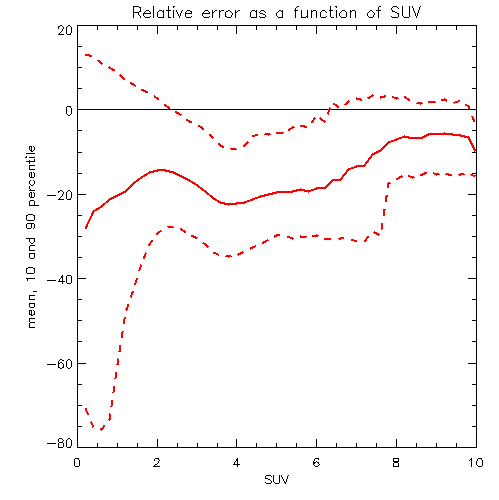 Relative error as a function of SUV
20
0
-20
-40
-60
-80
mean, 10 and 90 percentile
0 2 4 6 8 10
SUV